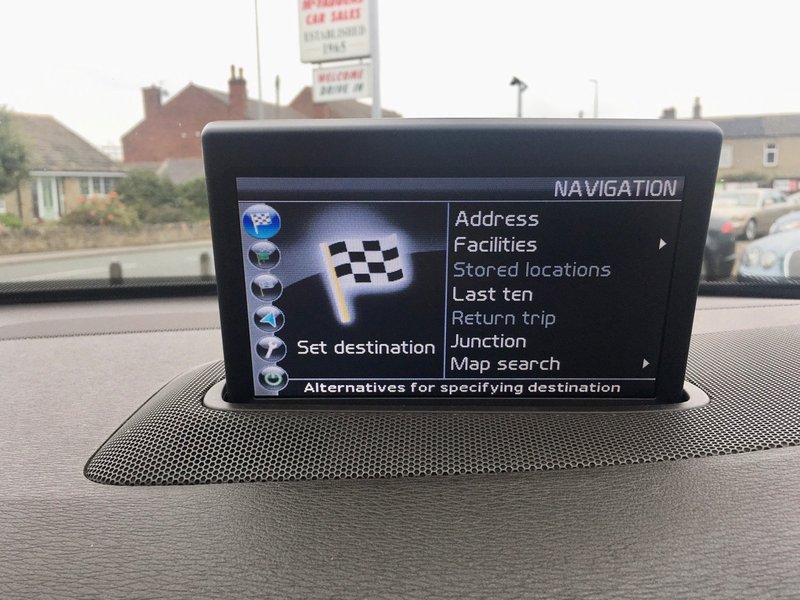 CAR SALES
ESTABLISHED
1965
WELCOME
DRIVE IN
NAVIGATION
Address
Facilities
Stored locations
Last ten
Return trip
Junction
Map search
Set destination
Alternatives for specifying destination